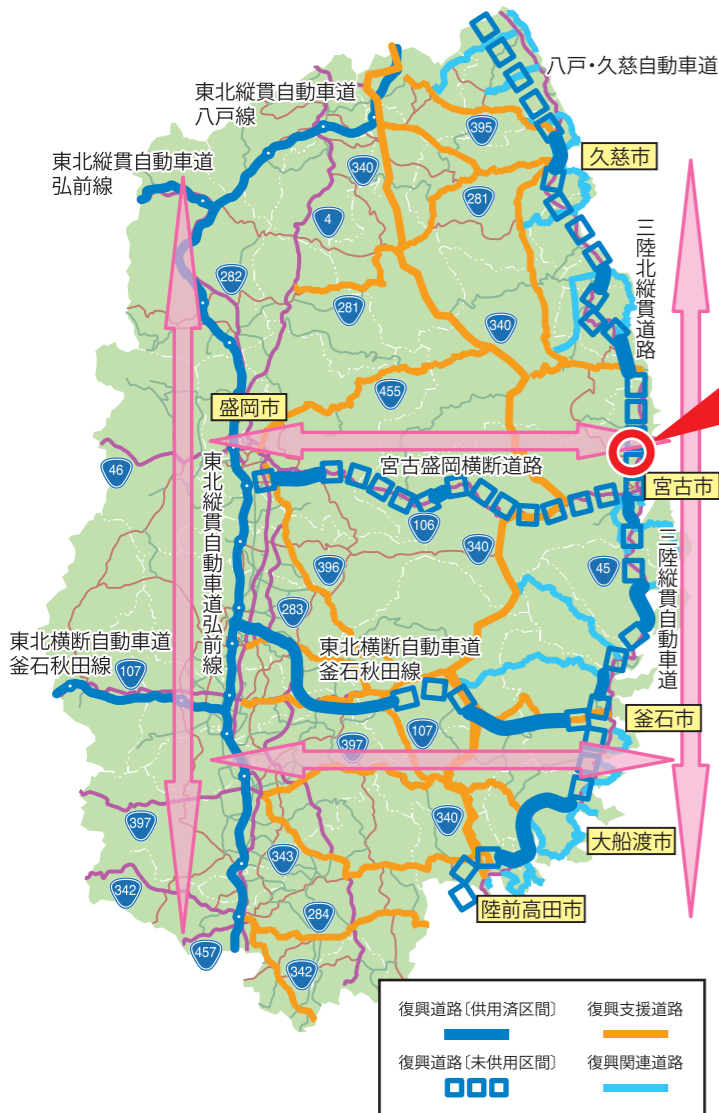 八戸・久慈自動車道
東北縦貫自動車道
八戸線
395
久慈市
東北縦貫自動車道
弘前線
340
281
4
三陸北縦貫道路
282
281
340
455
盛岡市
宮古盛岡横断道路
46
東北縦貫自動車道弘前線
宮古市
106
340
三陸縦貫自動車道
396
45
283
東北横断自動車道
釜石秋田線
東北横断自動車道
釜石秋田線
107
釜石市
107
397
397
340
大船渡市
343
342
陸前高田市
284
457
342
復興道路〔供用済区間〕
復興支援道路
復興道路〔未供用区間〕
復興関連道路